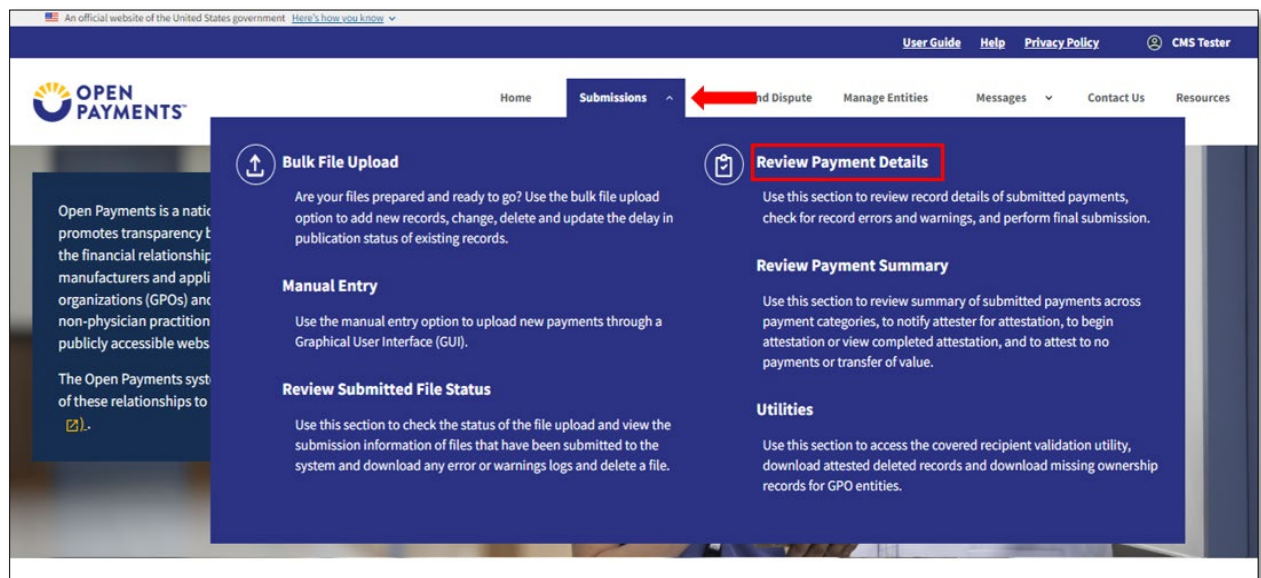 An official website of the United States government Here's how you know
User Guide Help Privacy Policy CMS Tester
OPEN
PAYMENTS
Home Submissions nd Dispute Manage Entities Messages Contact Us Resources
Bulk File Upload
Are your files prepared and ready to go? Use the bulk file upload
option to add new records, change, delete and update the delay in
publication status of existing records.
Manual Entry
Use the manual entry option to upload new payments through a
Graphical User Interface (GUI).
Review Submitted File Status
Use this section to check the status of the file upload and view the
submission information of files that have been submitted to the
system and download any error or warnings logs and delete a file.
Review Payment Details
Use this section to review record details of submitted payments,
check for record errors and warnings, and perform final submission.
Review Payment Summary
Use this section to review summary of submitted payments across
payment categories, to notify attester for attestation, to begin
attestation or view completed attestation, and to attest to no
payments or transfer of value.
Utilities
Use this section to access the covered recipient validation utility,
download attested deleted records and download missing ownership
records for GPO entities.
Open Payments is a natio
promotes transparency b
the financial relationship
manufacturers and appli
organizations (GPOs) and
non-physician practition
publicly accessible webs
The Open Payments syst
of these relationships to
).